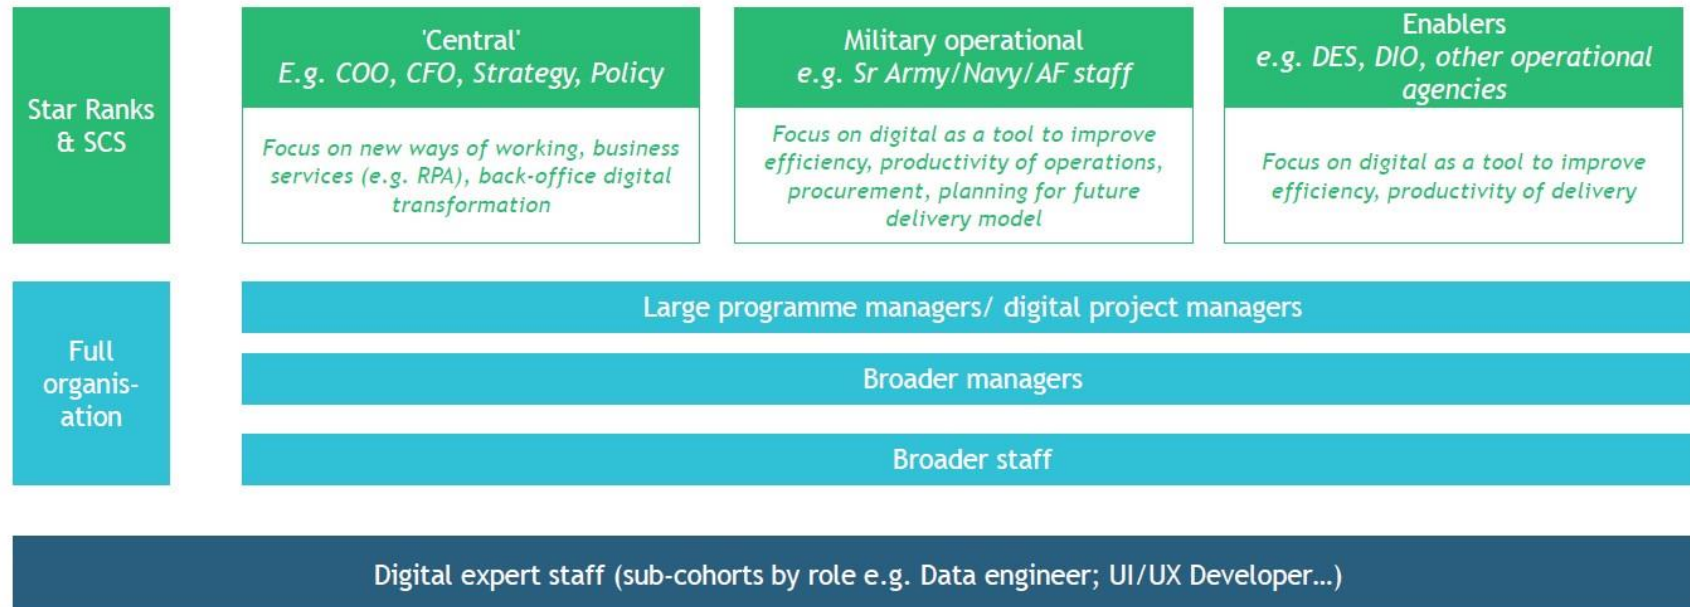 Star Ranks
& SCS
'Central'
E.g. COO, CFO, Strategy, Policy
Focus on new ways of working, business
services (e.g. RPA), back-office digital
transformation
Military operational
e.g. Sr Army/Navy/AF staff
Focus on digital as a tool to improve
efficiency, productivity of operations,
procurement, planning for future
delivery model
Enablers
e.g. DES, DIO, other operational
agencies
Focus on digital as a tool to improve
efficiency, productivity of delivery
Full
organis-
ation
Large programme managers/ digital project managers
Broader managers
Broader staff
Digital expert staff (sub-cohorts by role e.g. Data engineer; UI/UX Developer…)